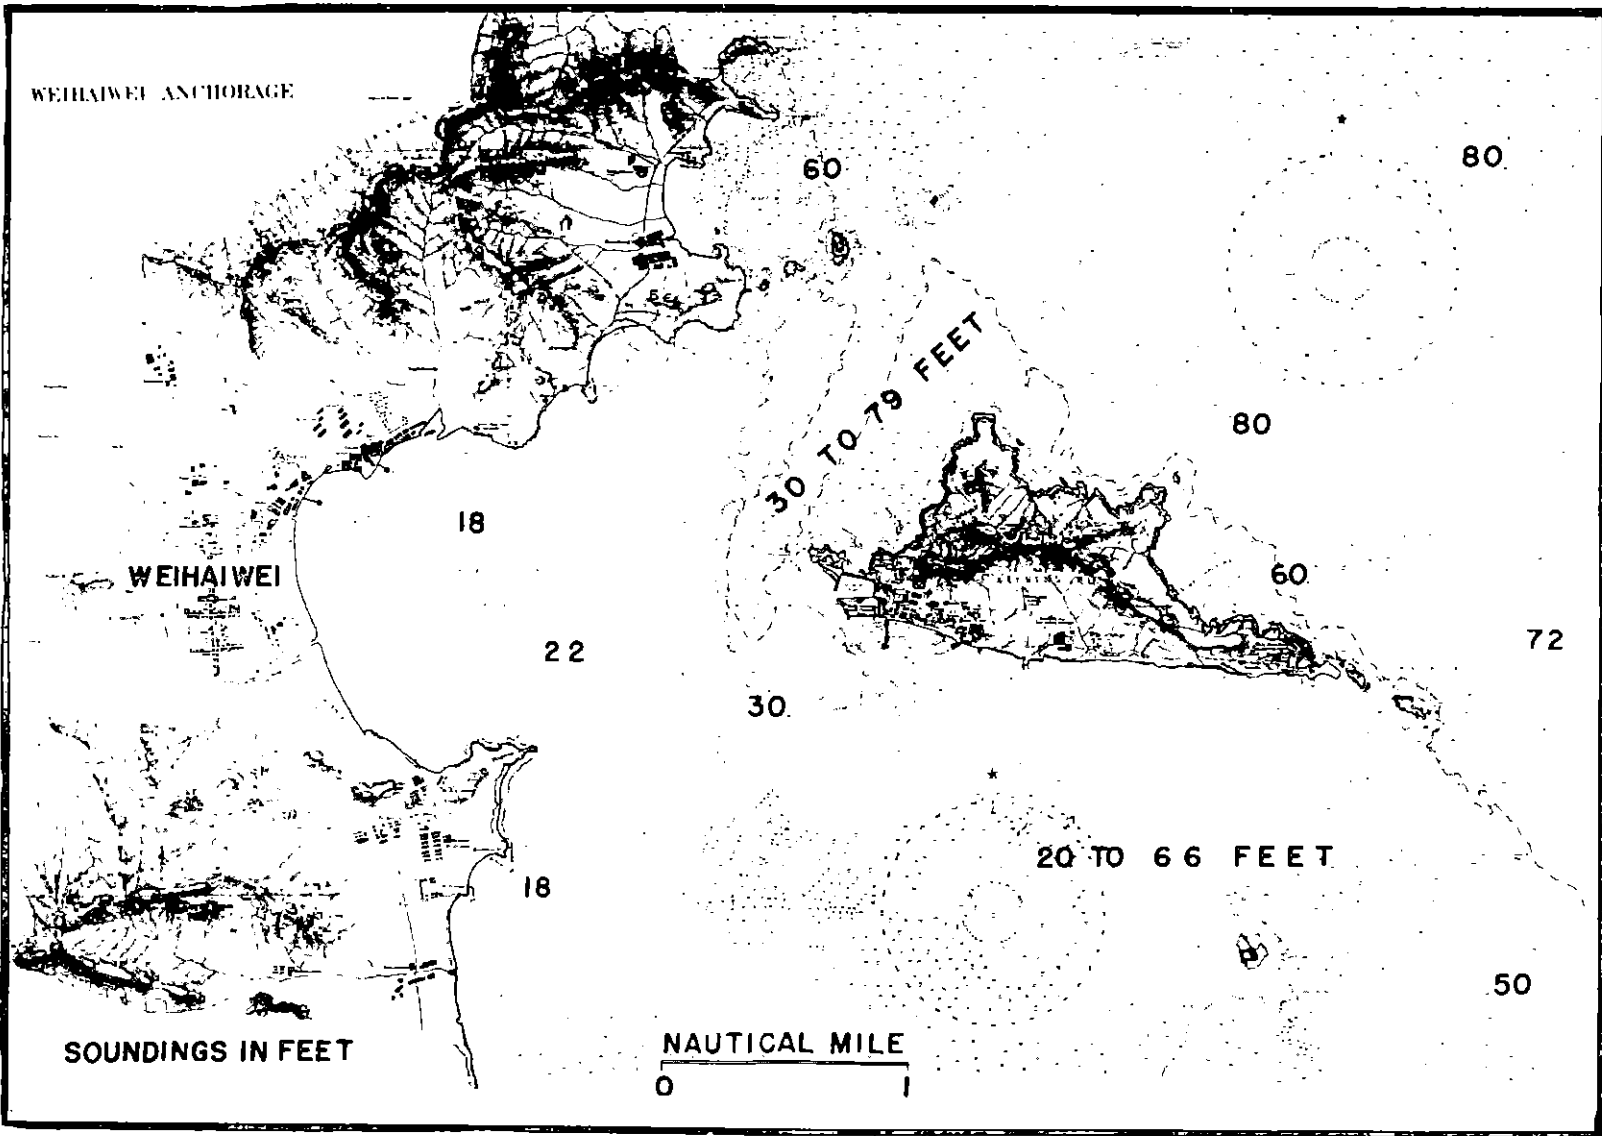 WEIHAIWEI ANCHORAGE
60
80
30 TO 79 FEET
80
18
WEIHAIWEI
60
22
72
30
20 TO 66 FEET
18
50
SOUNDINGS IN FEET
NAUTICAL MILE
0 1